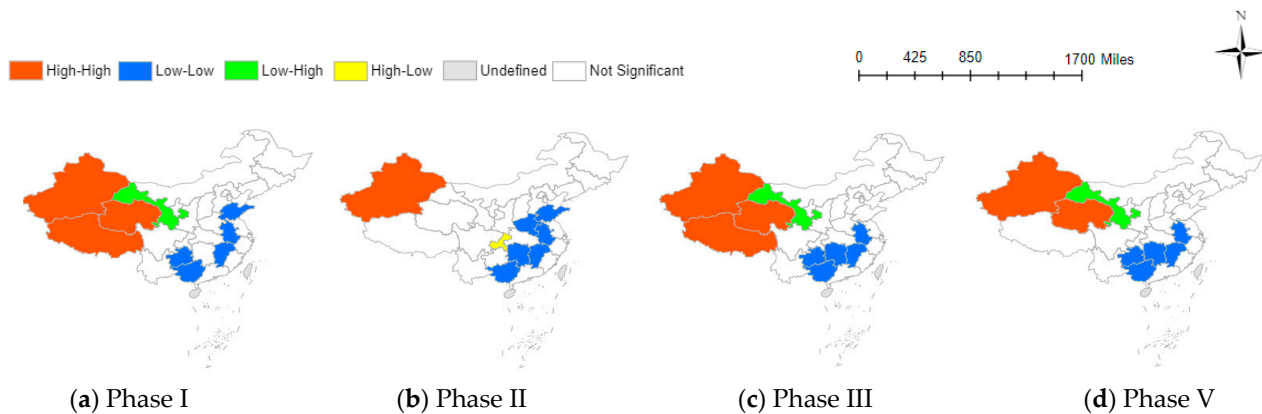 N
High-High Low-Low Low-High High-Low Undefined Not Significant
0 425 850 1700 Miles
(a) Phase I (b) Phase II (c) Phase III (d) Phase V